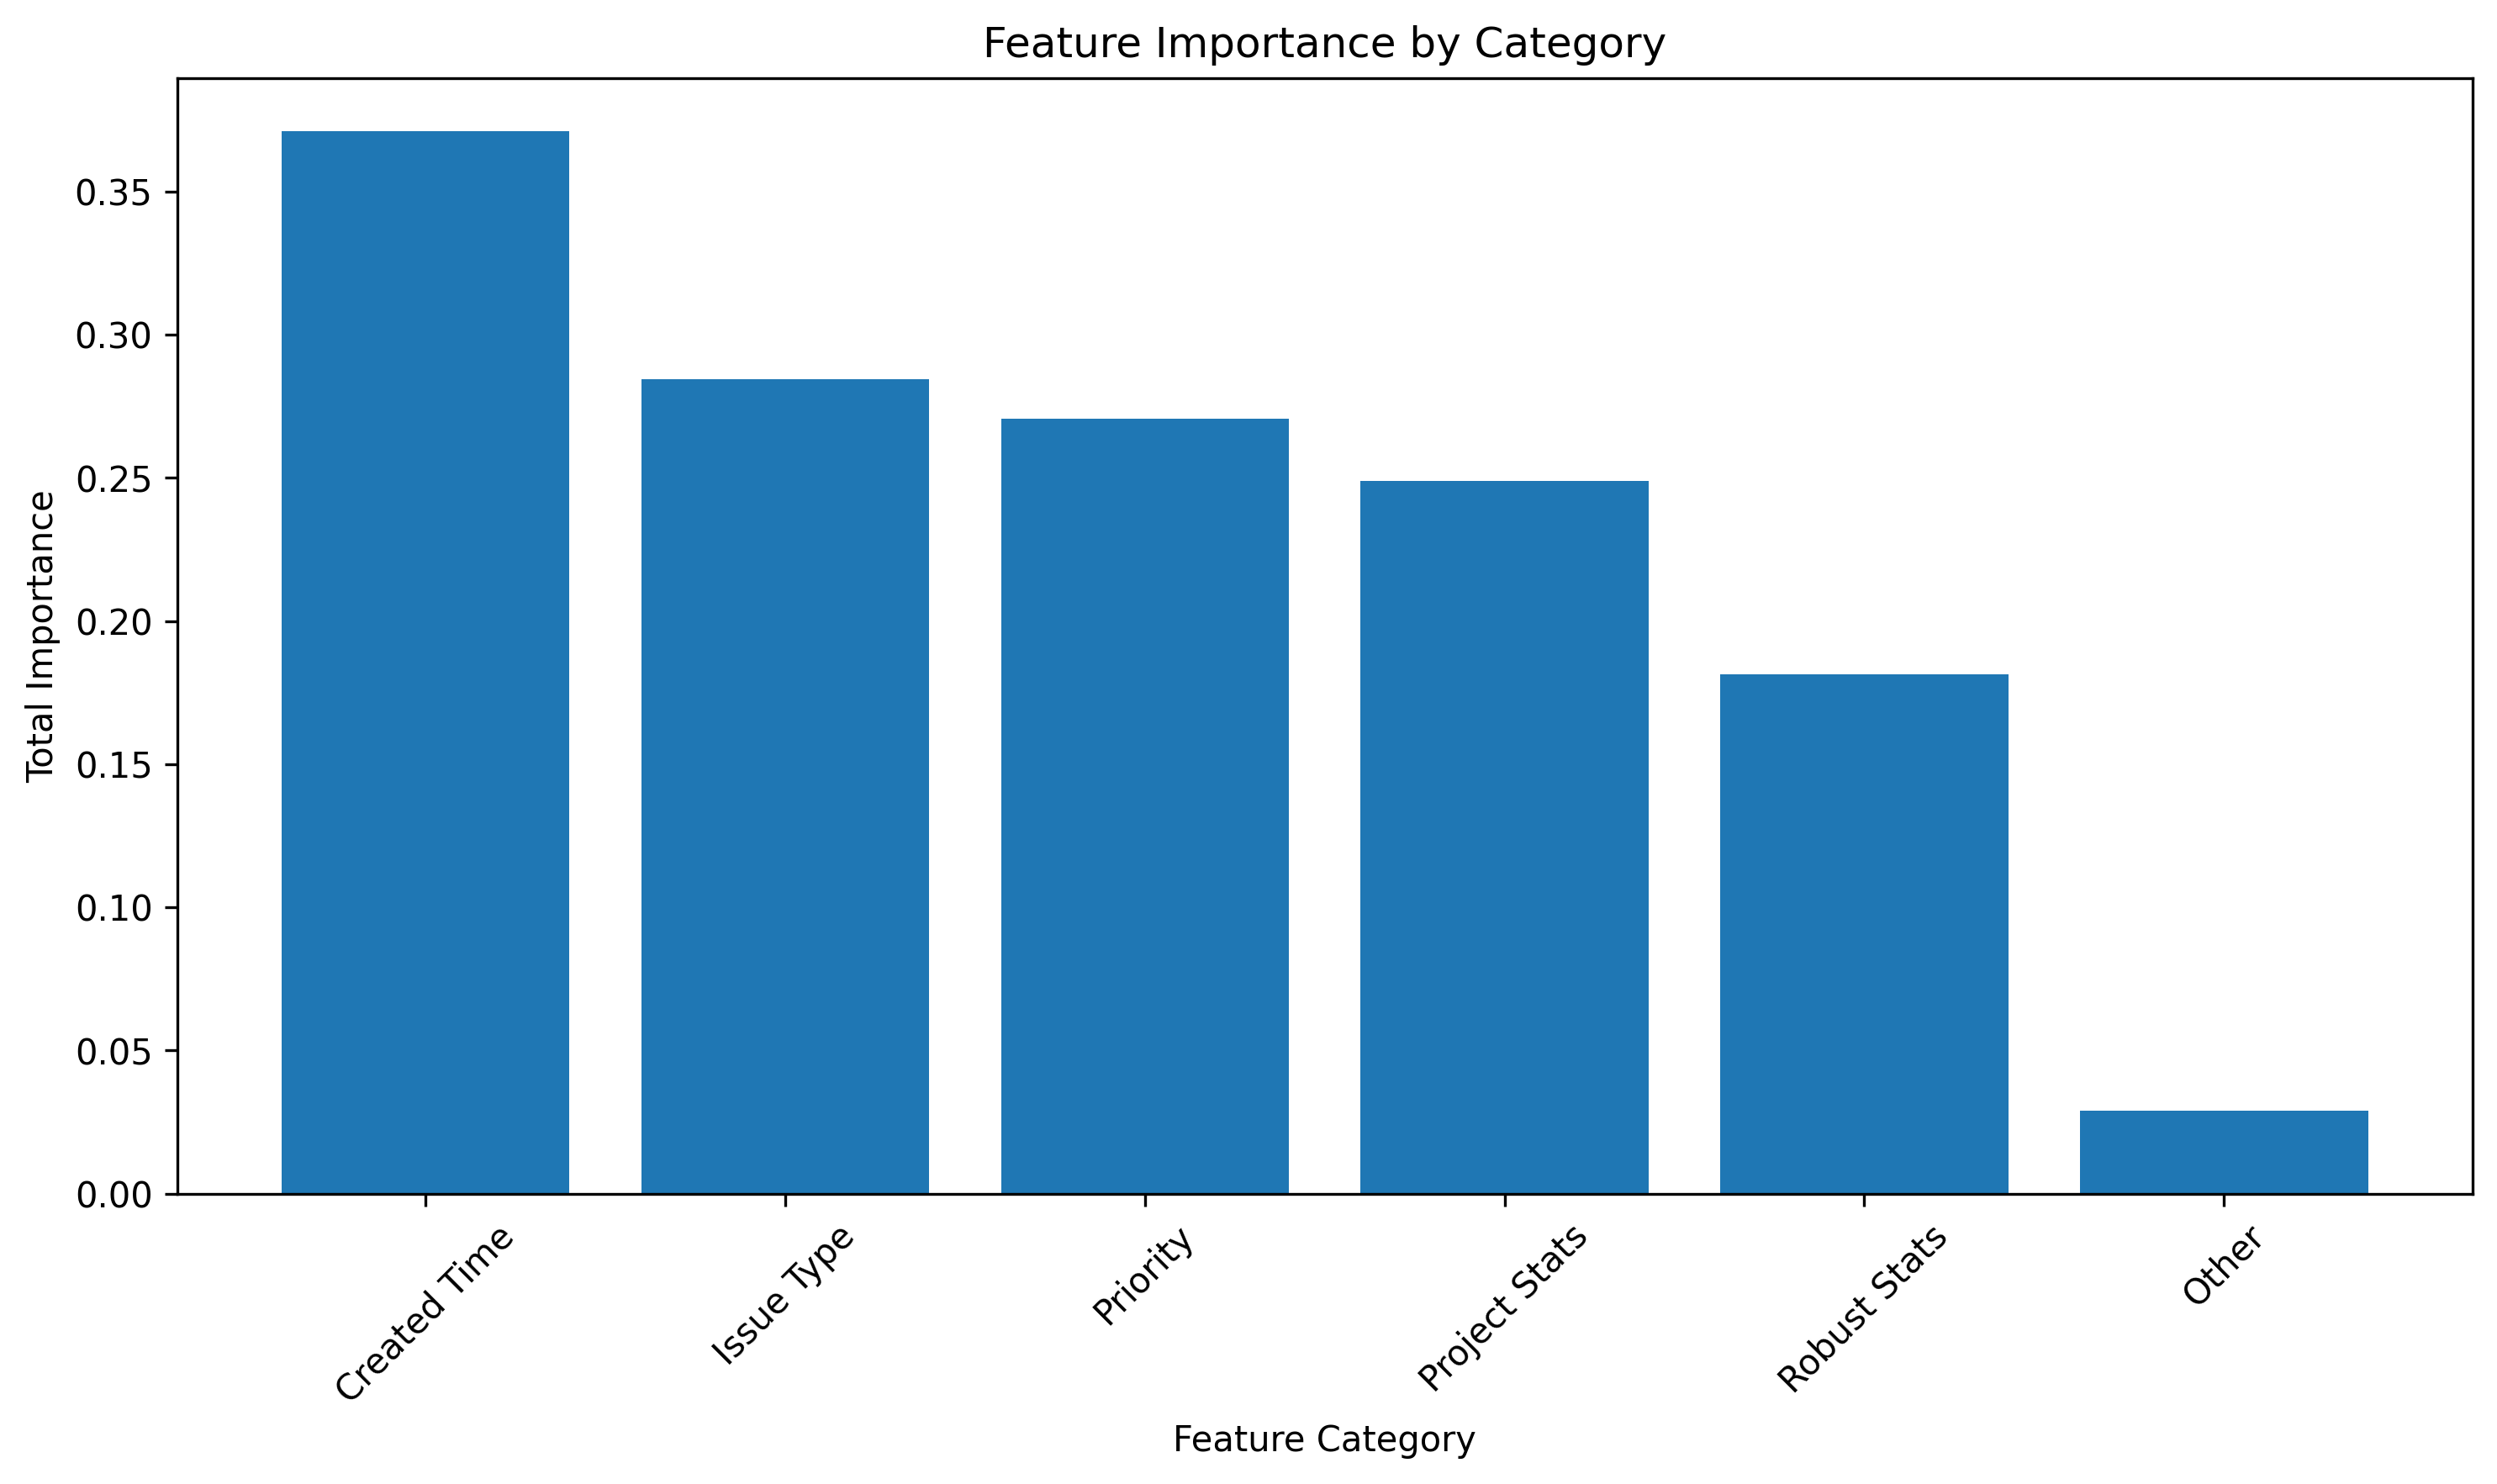 Feature Importance by Category
Total Importance
0.35
0.30
0.25
0.20
0.15
0.10
0.05
0.00
Created Time
Issue Type
Priority
Project Stats
Robust Stats
Other
Feature Category